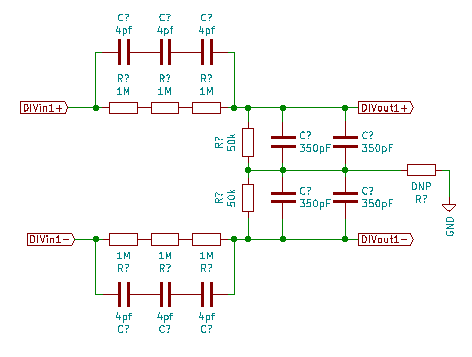 C? C? C?
4pf 4pf 4pf
R? R? R?
1M 1M 1M
DIVin1+
DIVout1+
R?
50k
C?
350pF
C?
350pF
R?
50k
C?
350pF
C?
350pF
DNP
R?
GND
DIVin1-
DIVout1-
1M 1M 1M
R? R? R?
4pf 4pf 4pf
C? C? C?